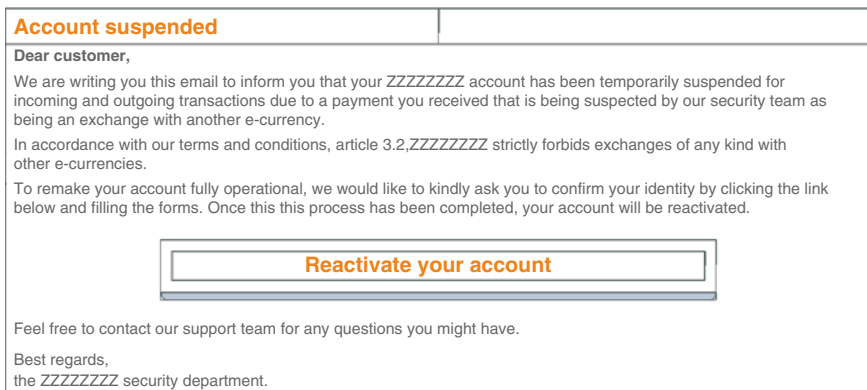 Account suspended
Dear customer,
We are writing you this email to inform you that your ZZZZZZZZ account has been temporarily suspended for
incoming and outgoing transactions due to a payment you received that is being suspected by our security team as
being an exchange with another e-currency.
In accordance with our terms and conditions, article 3.2,ZZZZZZZZ strictly forbids exchanges of any kind with
other e-currencies.
To remake your account fully operational, we would like to kindly ask you to confirm your identity by clicking the link
below and filling the forms. Once this this process has been completed, your account will be reactivated.
Reactivate your account
Feel free to contact our support team for any questions you might have.
Best regards,
the ZZZZZZZZ security department.